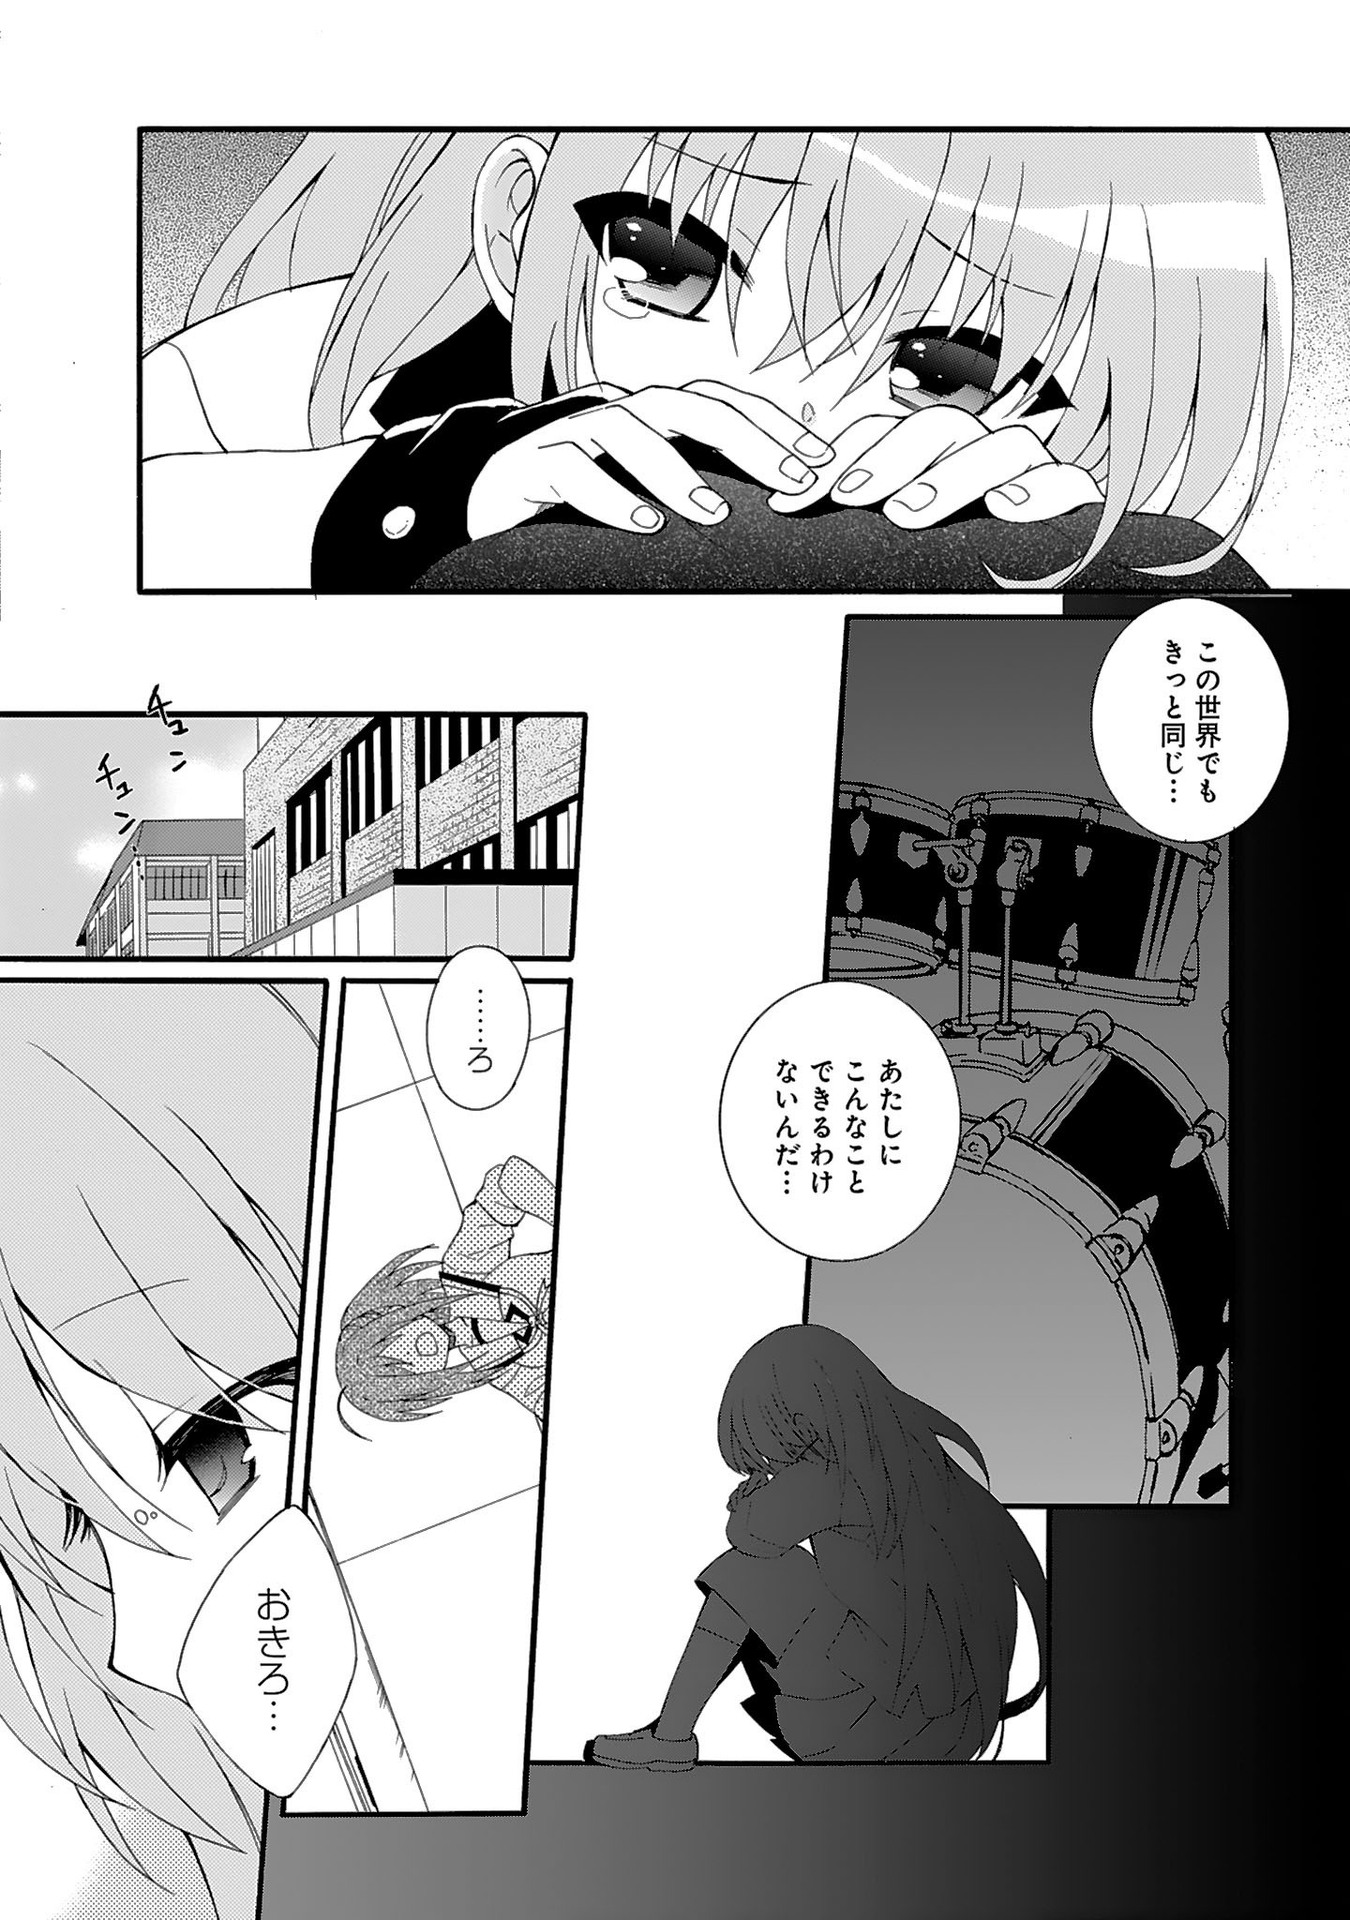 この世界でも
きっと同じ…
あたしに
こんなこと
できるわけ
ないんだ…
チュン
チュン
……ろ
おきろ…